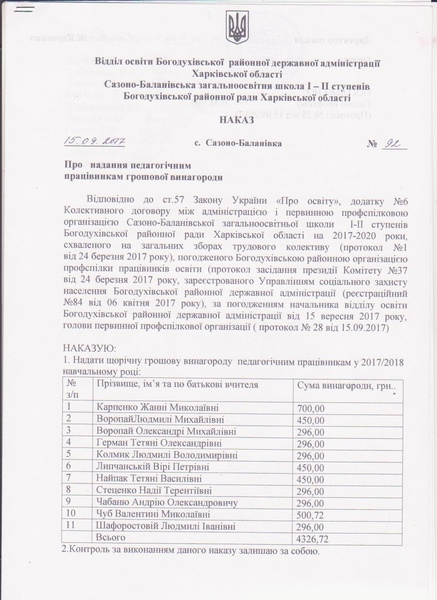 Відділ освіти Богодухівської районної державної адміністрації
Харківської області
Сазоно-Баланівська загальноосвітня школа І – ІІ ступенів
Богодухівської районної ради Харківської області
НАКАЗ
15.09.2017 с. Сазоно-Баланівка № 92
Про надання педагогічним
працівникам грошової винагороди
Відповідно до ст.57 Закону України «Про освіту», додатку №6
Колективного договору між адміністрацією і первинною профспілковою
організацією Сазоно-Баланівської загальноосвітньої школи І-ІІ ступенів
Богодухівської районної ради Харківської області на 2017-2020 роки,
схваленого на загальних зборах трудового колективу (протокол №1
від 24 березня 2017 року), погодженого Богодухівською районною організацією
профспілки працівників освіти (протокол засідання президії Комітету №37
від 24 березня 2017 року, зареєстрованого Управлінням соціального захисту
населення Богодухівської районної державної адміністрації (реєстраційний
№84 від 06 квітня 2017 року), за погодженням начальника відділу освіти
Богодухівської районної державної адміністрації від 15 вересня 2017 року,
голови первинної профспілкової організації ( протокол № 28 від 15.09.2017)
НАКАЗУЮ:
1. Надати щорічну грошову винагороду педагогічним працівникам у 2017/2018
навчальному році:
№ з/п Прізвище, ім’я та по батькові вчителя Сума винагороди, грн..
1 Карпенко Жанні Миколаївні 700,00
2 ВоропайЛюдмилі Михайлівні 450,00
3 Воропай Олександрі Михайлівні 296,00
4 Герман Тетяні Олександрівні 296,00
5 Колмик Людмилі Володимирівні 296,00
6 Липчанській Вірі Петрівні 450,00
7 Найпак Тетяні Василівні 450,00
8 Стеценко Надії Терентіївні 296,00
9 Чабаню Андрію Олександровичу 296,00
10 Чуб Валентині Миколаївні 500,72
11 Шафоростовій Людмилі Іванівні 296,00
Всього 4326,72
2.Контроль за виконанням даного наказу залишаю за собою.